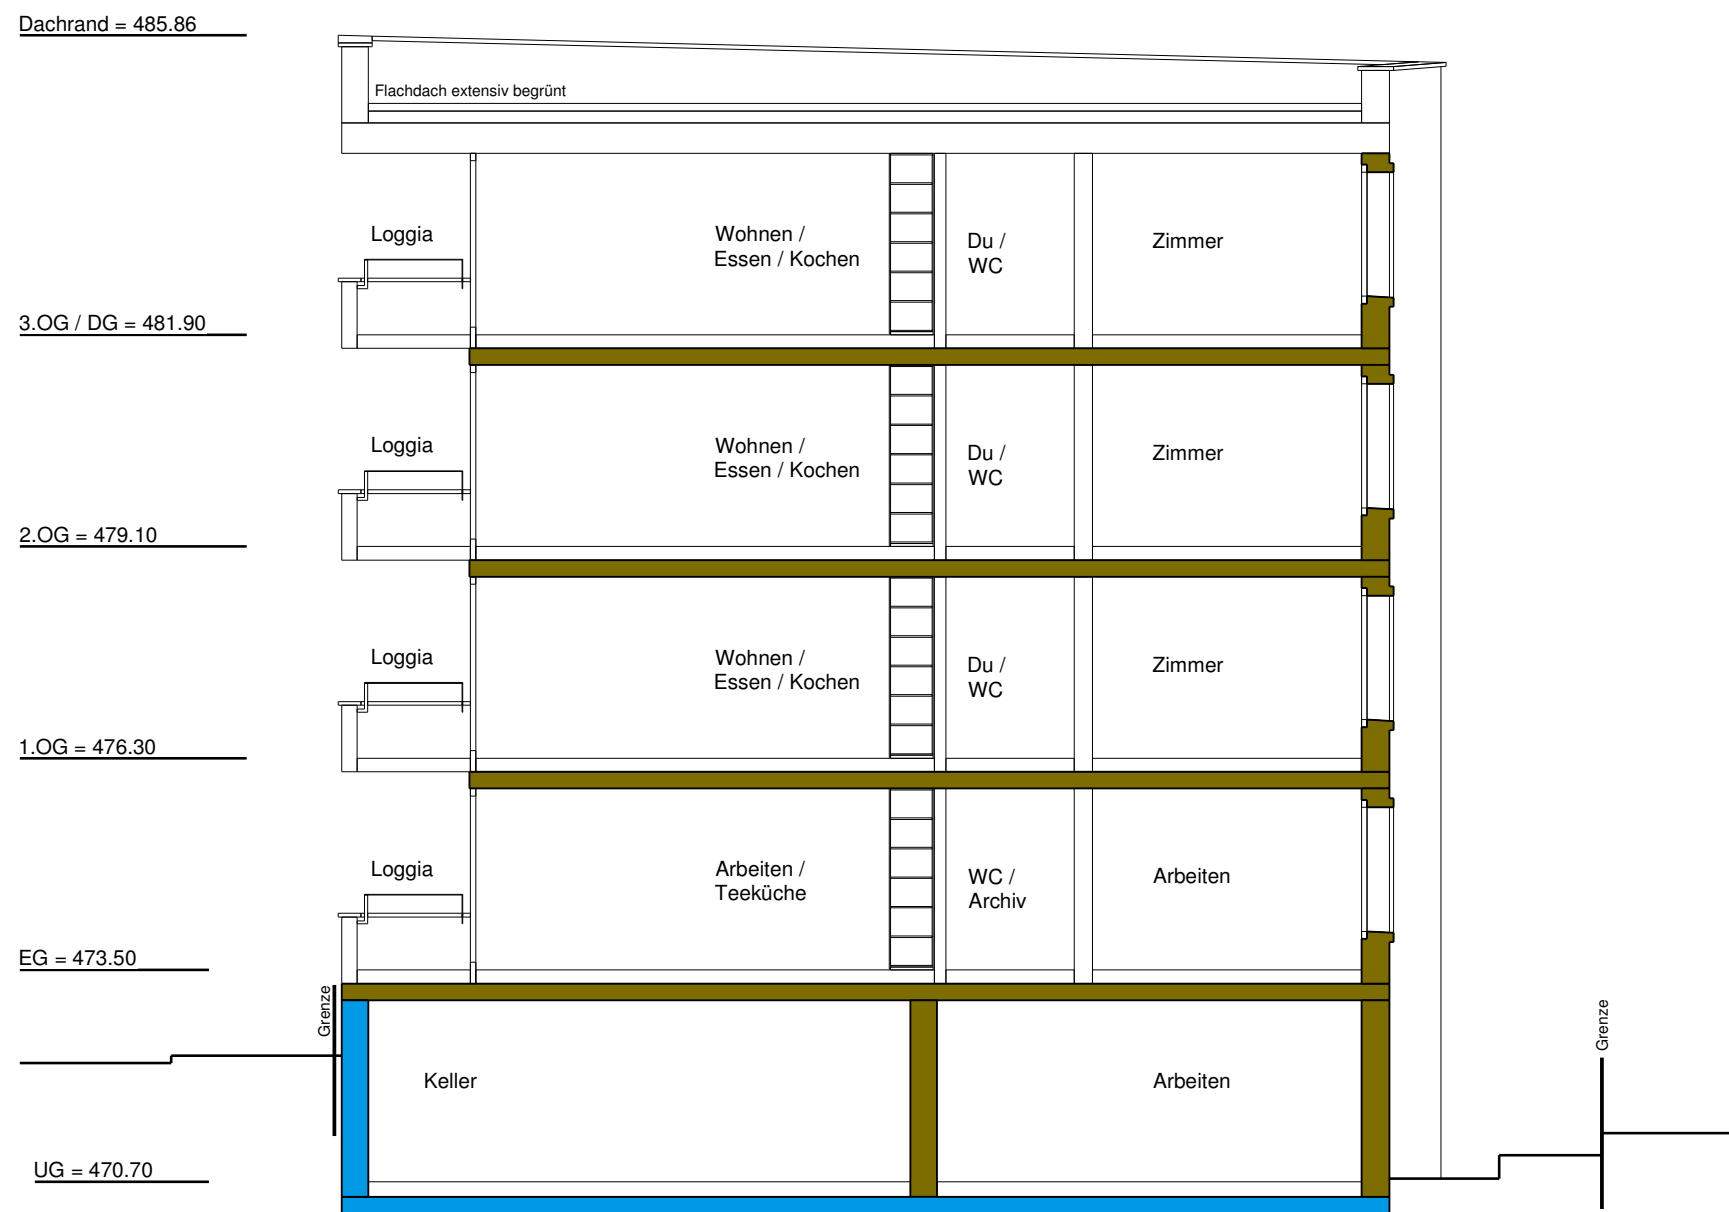 Dachrand = 485.86
Flachdach extensiv begrünt
Loggia
Wohnen /
Essen / Kochen
Du /
WC
Zimmer
3.OG / DG = 481.90
Loggia
Wohnen /
Essen / Kochen
Du /
WC
Zimmer
2.OG = 479.10
Loggia
Wohnen /
Essen / Kochen
Du /
WC
Zimmer
1.OG = 476.30
Loggia
Arbeiten /
Teeküche
WC /
Archiv
Arbeiten
EG = 473.50
Grenze
Grenze
Keller
Arbeiten
UG = 470.70